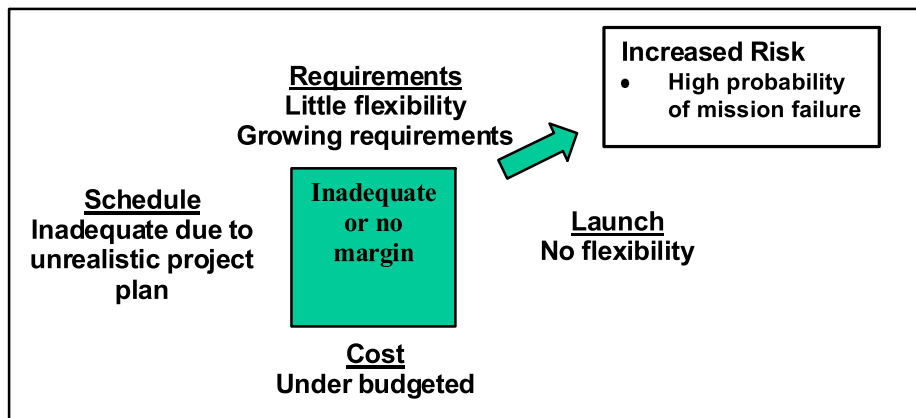 Increased Risk
• High probability
of mission failure
Requirements
Little flexibility
Growing requirements
Schedule
Inadequate due to
unrealistic project
plan
Inadequate
or no
margin
Launch
No flexibility
Cost
Under budgeted